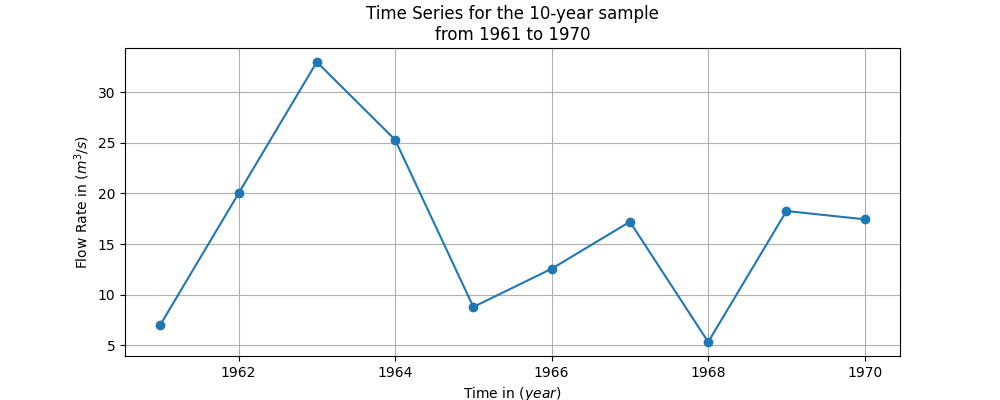 Time Series for the 10-year sample
from 1961 to 1970
Flow Rate in (m³/s)
30
25
20
15
10
5
1962 1964 1966 1968 1970
Time in (year)